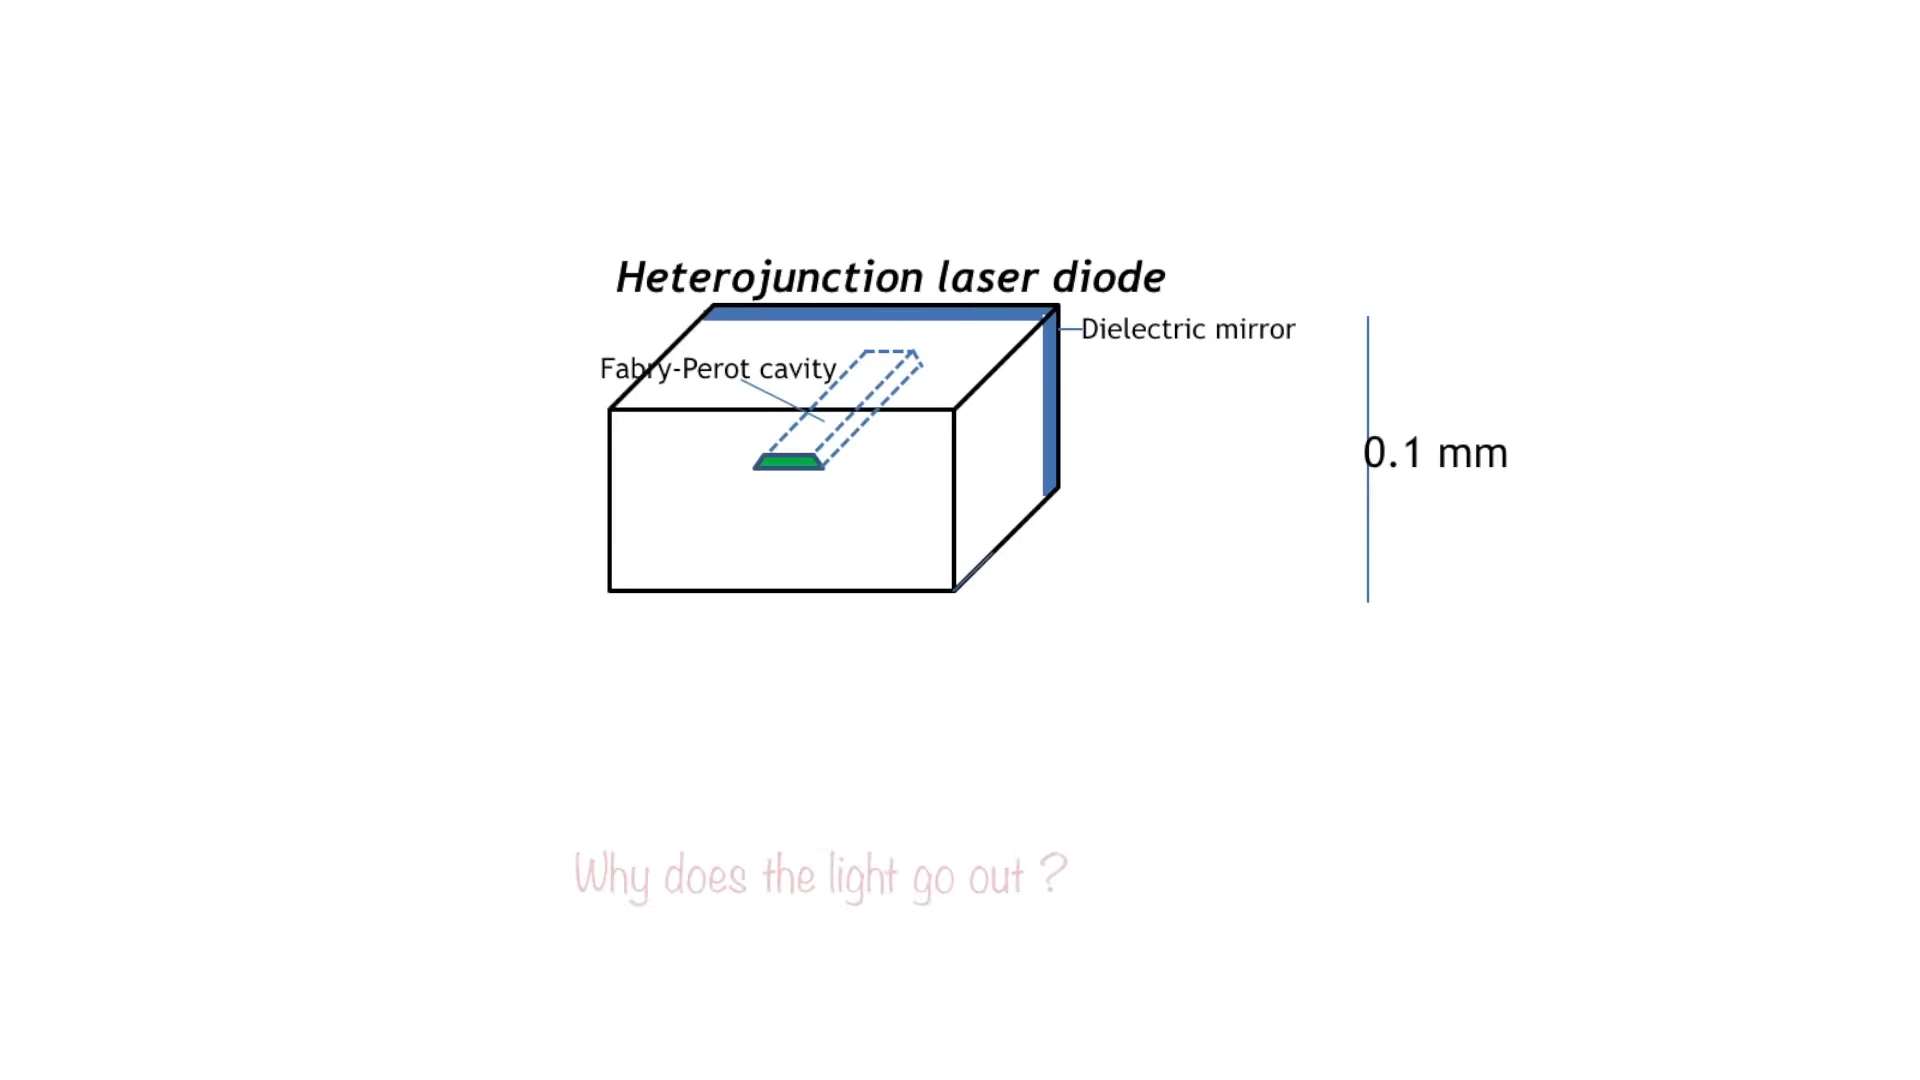 Heterojunction laser diode
Dielectric mirror
Fabry-Perot cavity
0.1 mm
Why does the light go out ?